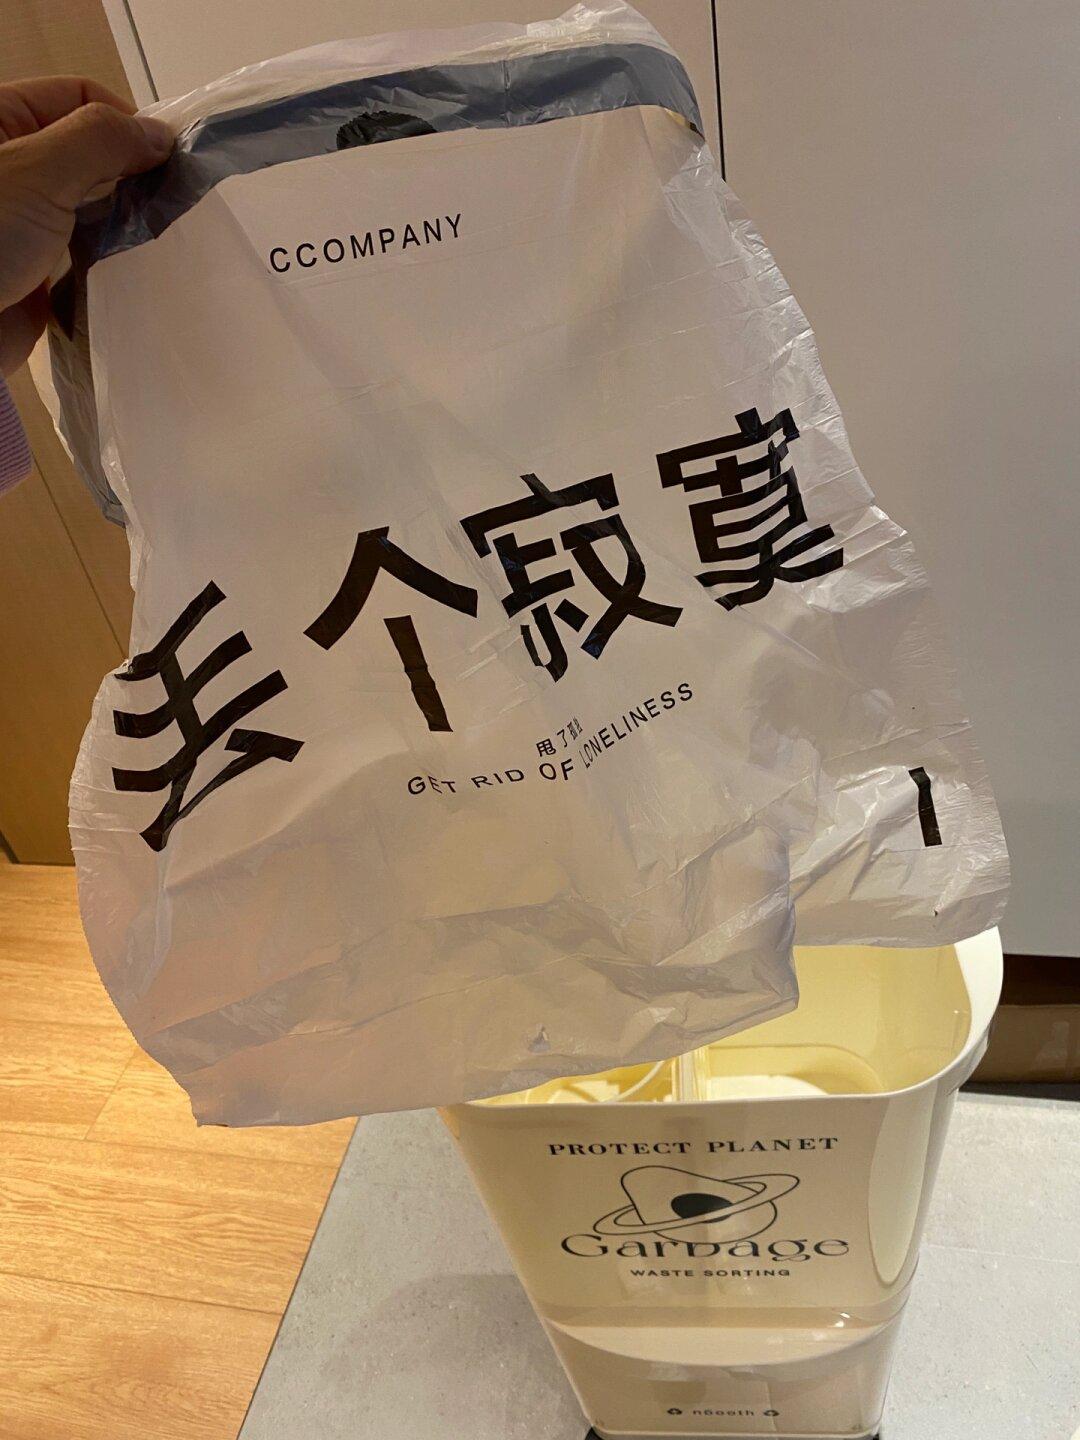 CCOMPANY
丢个寂寞
甩了孤独
GET RID OF LONELINESS
PROTECT PLANET
Garbage
WASTE SORTING